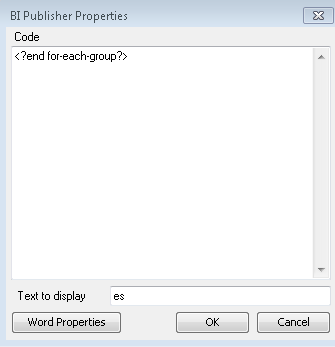 BI Publisher Properties
Code
<?end for-each-group?>
Text to display es
Word Properties OK Cancel